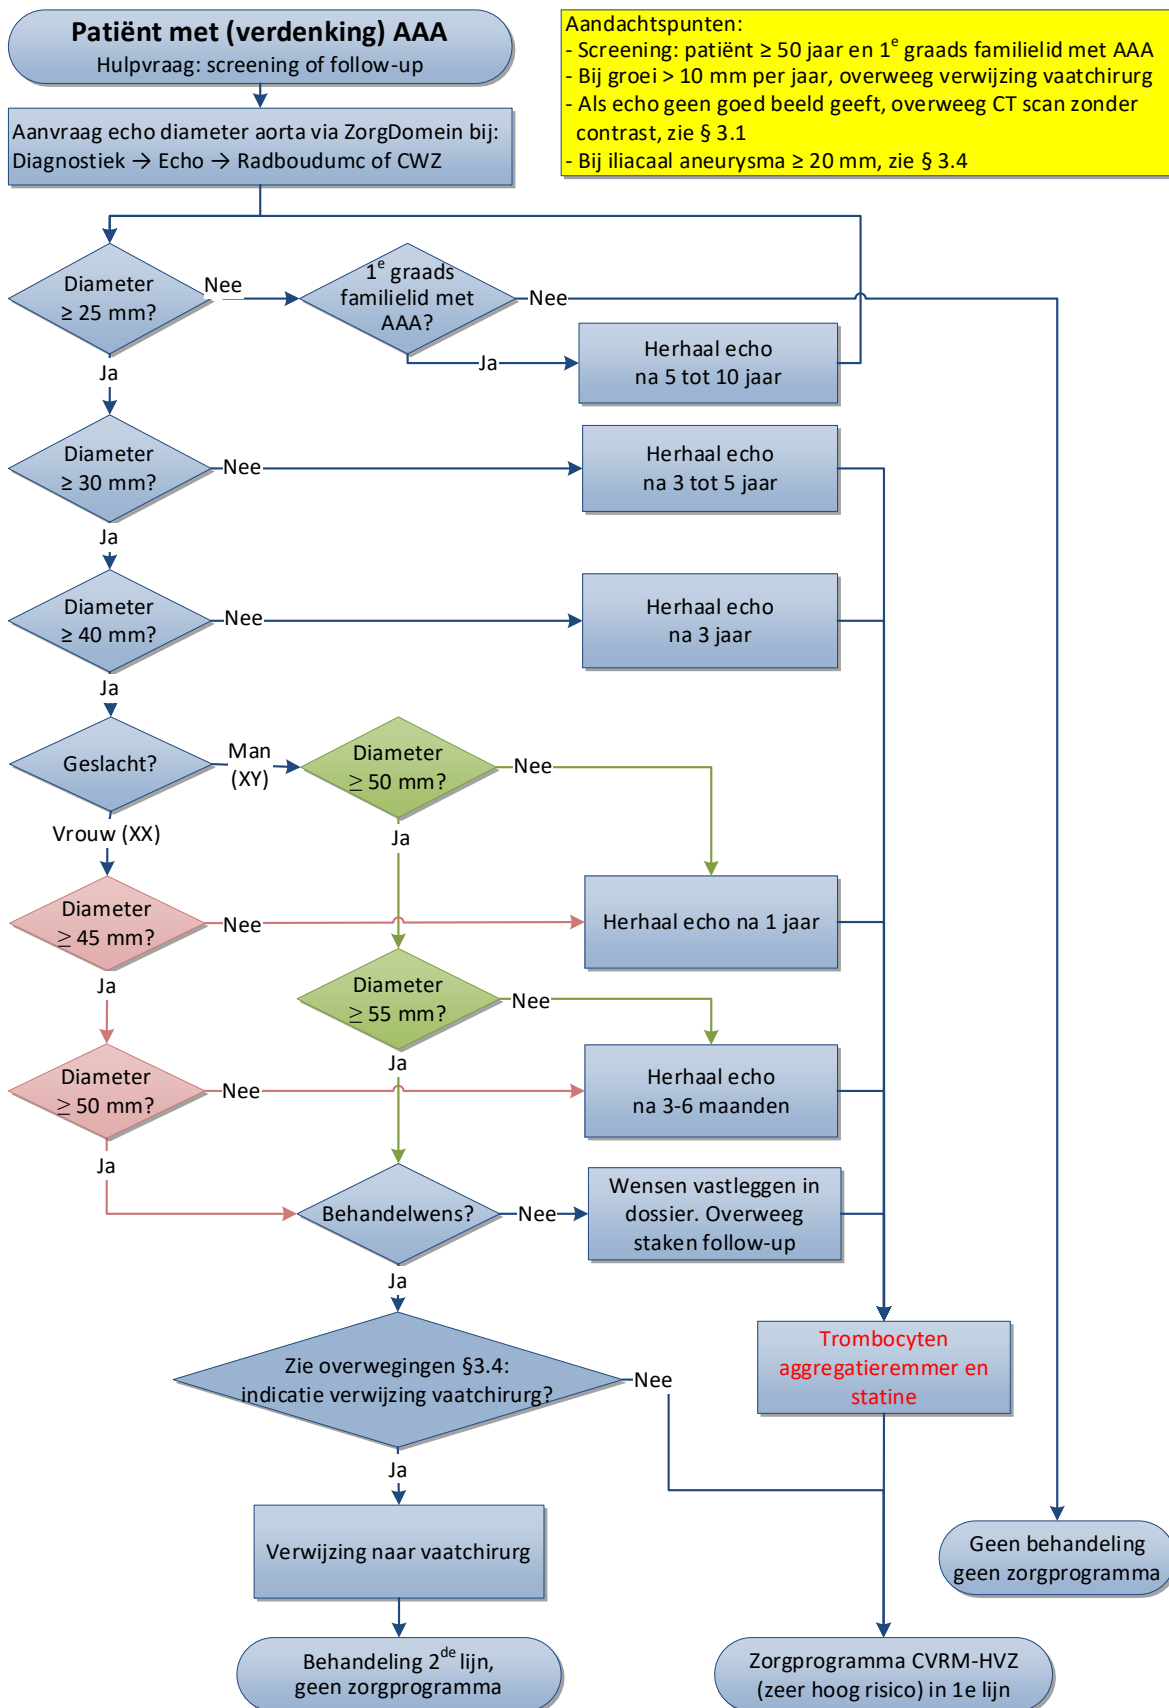 Patiënt met (verdenking) AAA
Hulpvraag: screening of follow-up
Aandachtspunten:
- Screening: patiënt ≥ 50 jaar en 1e graads familielid met AAA
- Bij groei > 10 mm per jaar, overweeg verwijzing vaatchirurg
- Als echo geen goed beeld geeft, overweeg CT scan zonder
contrast, zie § 3.1
- Bij iliacaal aneurysma ≥ 20 mm, zie § 3.4
Aanvraag echo diameter aorta via ZorgDomein bij:
Diagnostiek → Echo → Radboudumc of CWZ
Diameter
≥ 25 mm?
Nee
1e graads
familielid met
AAA?
Nee
Ja
Herhaal echo
na 5 tot 10 jaar
Ja
Diameter
≥ 30 mm?
Nee
Herhaal echo
na 3 tot 5 jaar
Ja
Diameter
≥ 40 mm?
Nee
Herhaal echo
na 3 jaar
Ja
Geslacht?
Man
(XY)
Diameter
≥ 50 mm?
Nee
Ja
Vrouw (XX)
Diameter
≥ 45 mm?
Nee
Herhaal echo na 1 jaar
Ja
Diameter
≥ 55 mm?
Nee
Ja
Diameter
≥ 50 mm?
Nee
Herhaal echo
na 3-6 maanden
Ja
Behandelwens?
Nee
Wensen vastleggen in
dossier. Overweeg
staken follow-up
Ja
Zie overwegingen §3.4:
indicatie verwijzing vaatchirurg?
Nee
Trombocyten
aggregatieremmer en
statine
Ja
Verwijzing naar vaatchirurg
Geen behandeling
geen zorgprogramma
Behandeling 2de lijn,
geen zorgprogramma
Zorgprogramma CVRM-HVZ
(zeer hoog risico) in 1e lijn